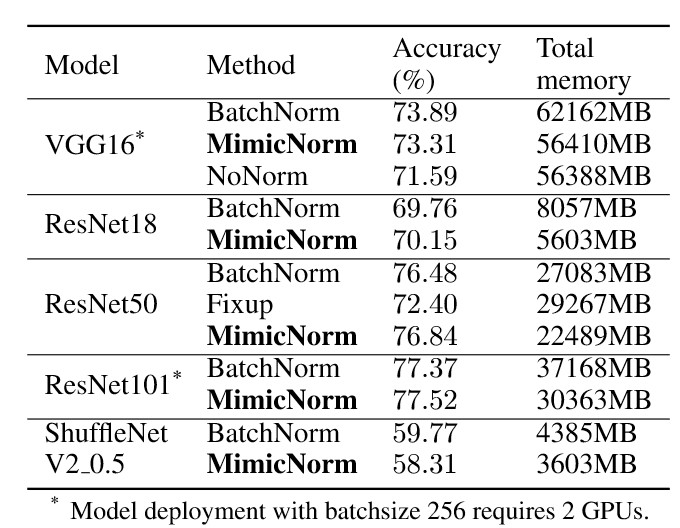 Model Method Accuracy (%) Total memory
VGG16* BatchNorm 73.89 62162MB
MimicNorm 73.31 56410MB
NoNorm 71.59 56388MB
ResNet18 BatchNorm 69.76 8057MB
MimicNorm 70.15 5603MB
ResNet50 BatchNorm 76.48 27083MB
Fixup 72.40 29267MB
MimicNorm 76.84 22489MB
ResNet101* BatchNorm 77.37 37168MB
MimicNorm 77.52 30363MB
ShuffleNet BatchNorm 59.77 4385MB
V2_0.5 MimicNorm 58.31 3603MB
* Model deployment with batchsize 256 requires 2 GPUs.